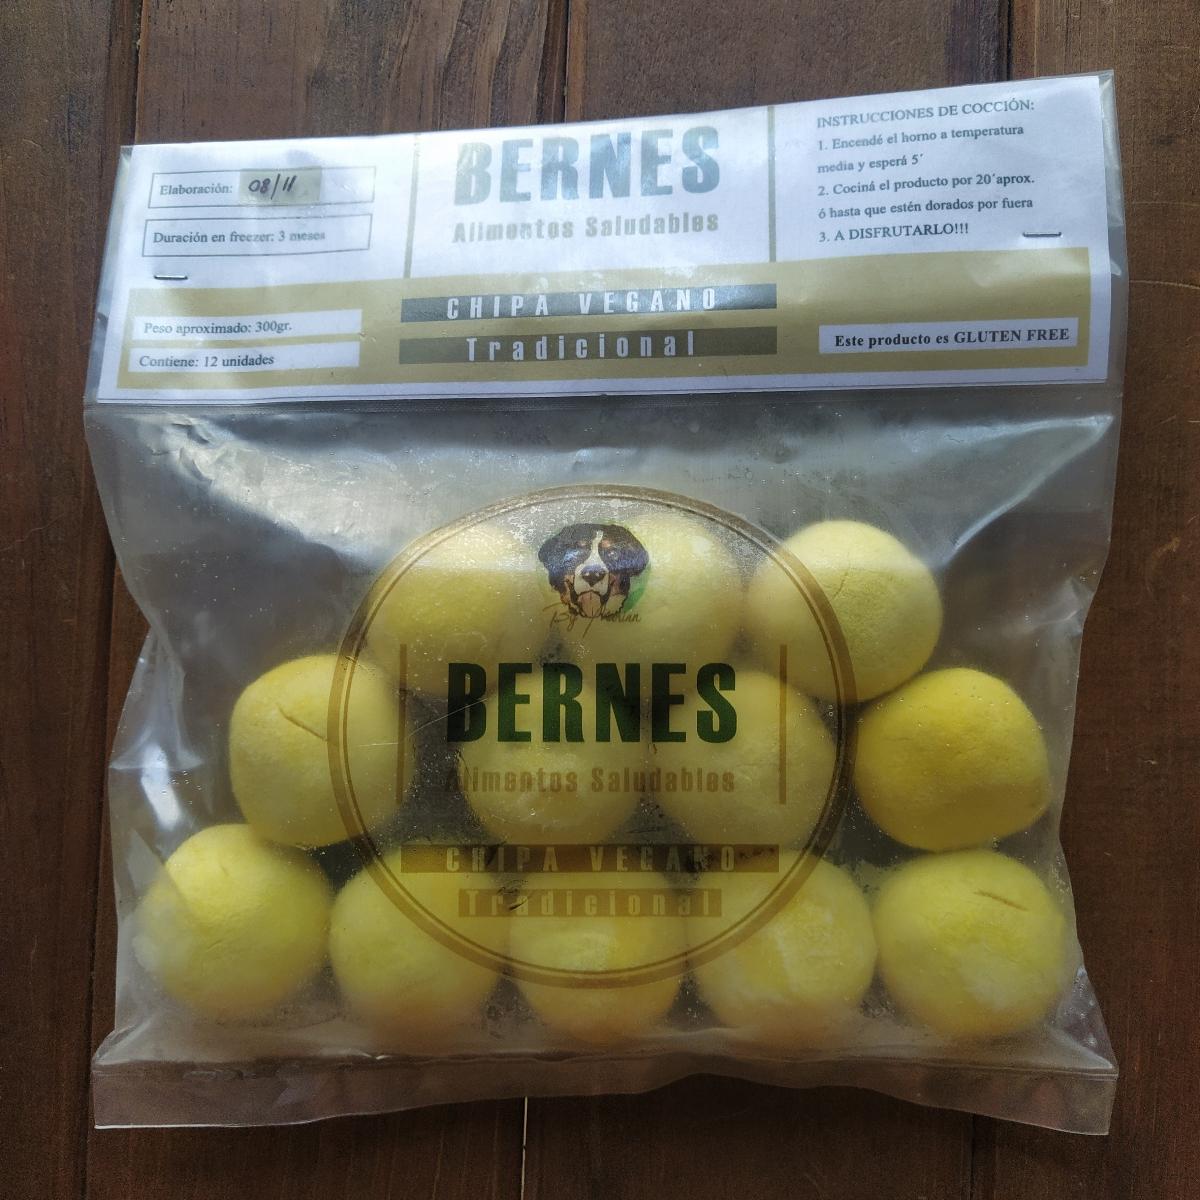 Elaboración: 08/11
Duración en freezer: 3 meses
Peso aproximado: 300gr.
Contiene: 12 unidades
BERNES
Alimentos Saludables
CHIPA VEGANO
Tradicional
INSTRUCCIONES DE COCCIÓN:
1. Encendé el horno a temperatura
media y esperá 5´
2. Cociná el producto por 20´aprox.
ó hasta que estén dorados por fuera
3. A DISFRUTARLO!!!
Este producto es GLUTEN FREE
By
BERNES
Alimentos Saludables
CHIPA VEGANO
Tradicional